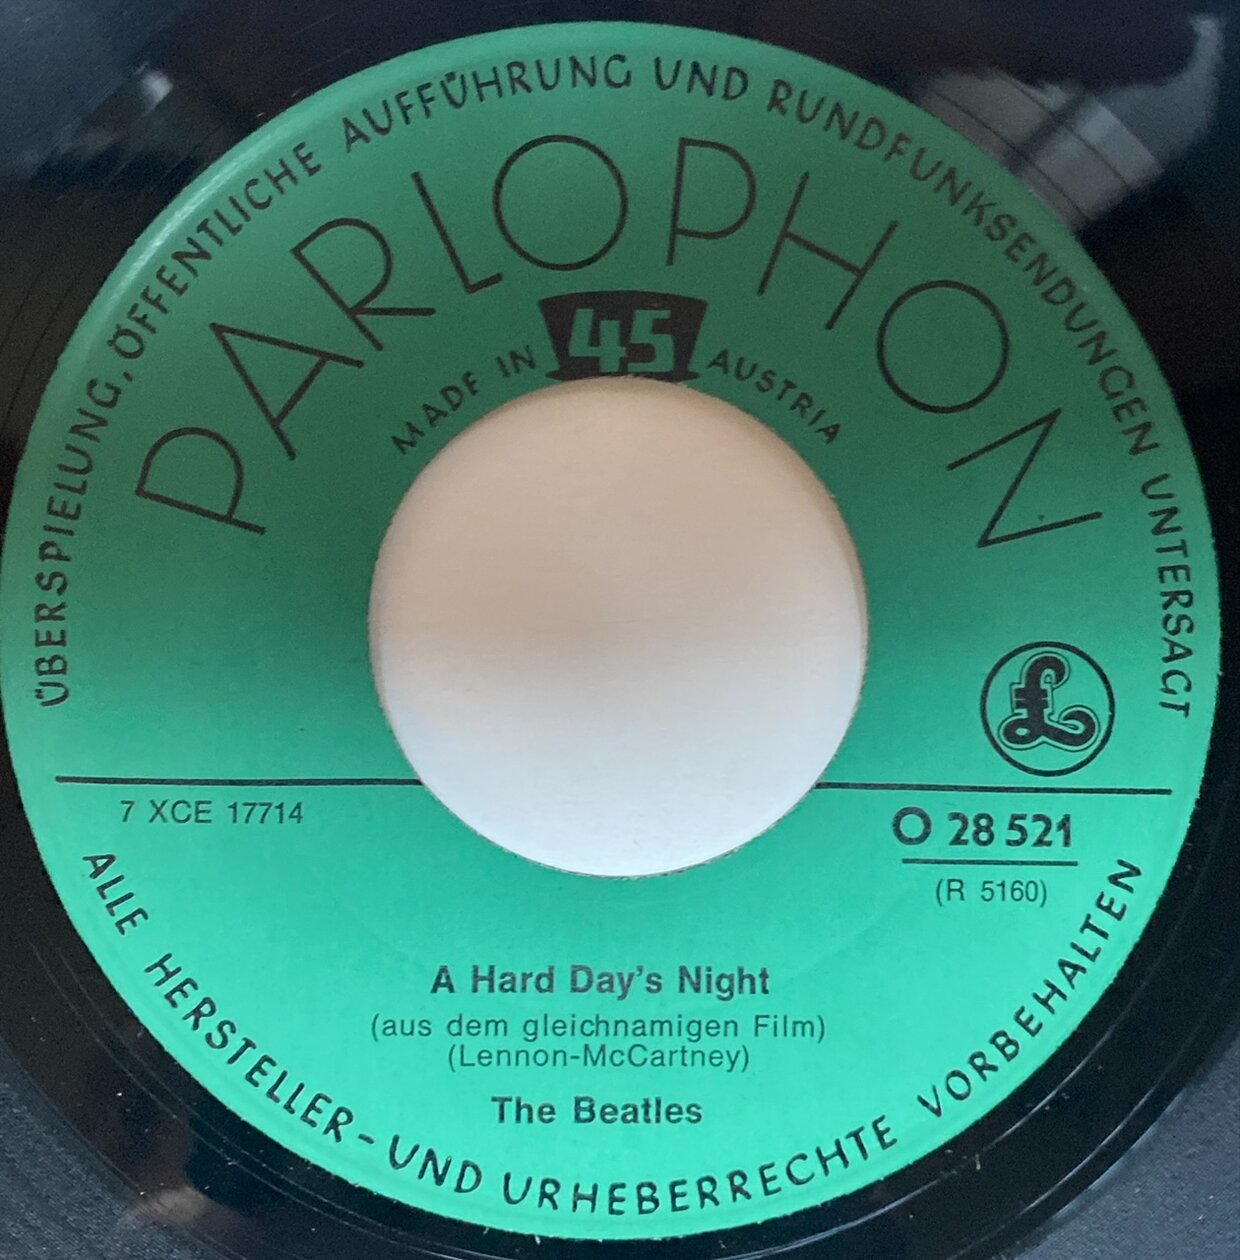 ÜBERSPIELUNG, ÖFFENTLICHE AUFFÜHRUNG UND RUNDFUNKSENDUNGEN UNTERSAGT
PARLOPHON
45
MADE IN AUSTRIA
£
7 XCE 17714
O 28 521
(R 5160)
A Hard Day's Night
(aus dem gleichnamigen Film)
(Lennon-McCartney)
The Beatles
ALLE HERSTELLER- UND URHEBERRECHTE VORBEHALTEN